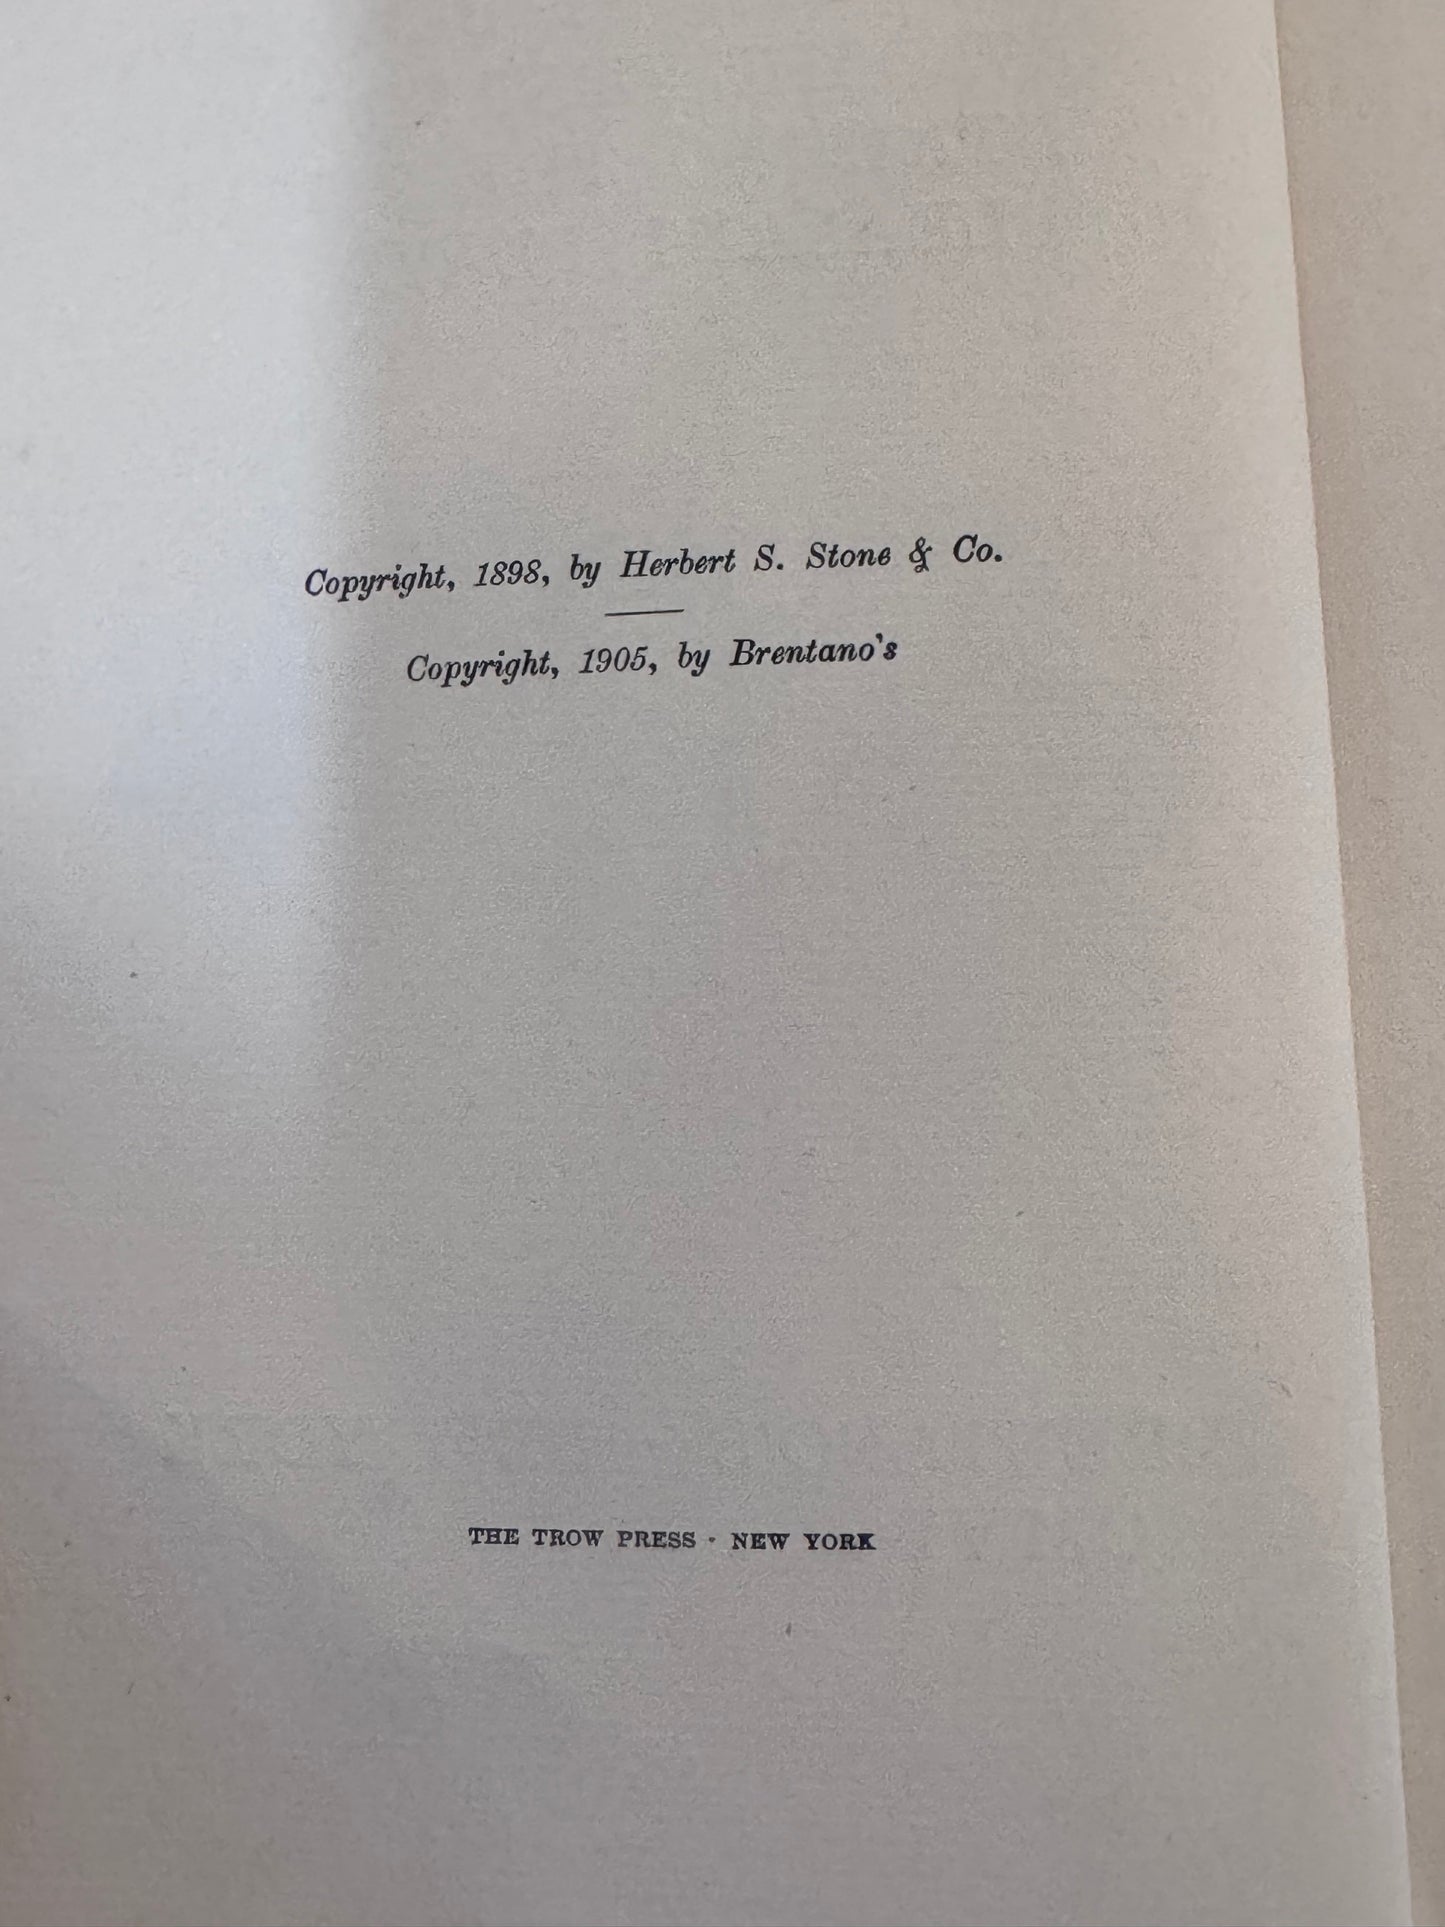 Copyright, 1898, by Herbert S. Stone & Co.
Copyright, 1905, by Brentano's
THE TROW PRESS · NEW YORK